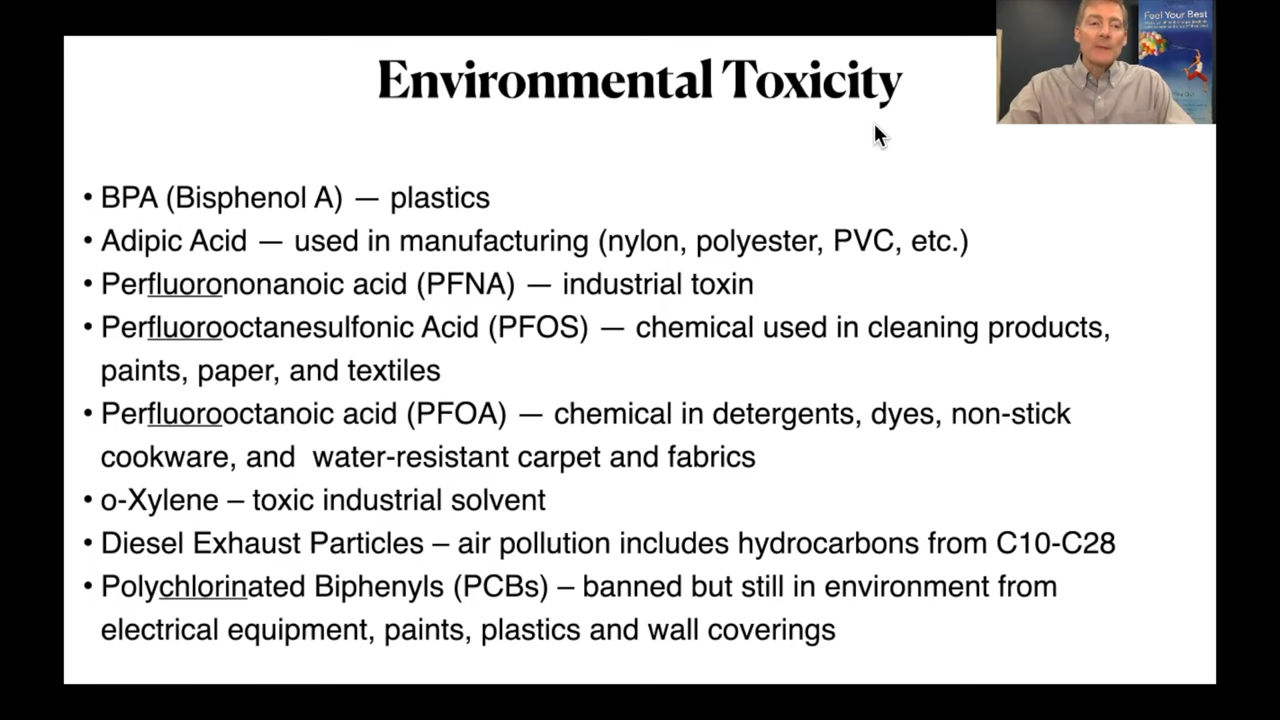 Feel Your Best
Environmental Toxicity
• BPA (Bisphenol A) — plastics
• Adipic Acid — used in manufacturing (nylon, polyester, PVC, etc.)
• Perfluorononanoic acid (PFNA) — industrial toxin
• Perfluorooctanesulfonic Acid (PFOS) — chemical used in cleaning products,
paints, paper, and textiles
• Perfluorooctanoic acid (PFOA) — chemical in detergents, dyes, non-stick
cookware, and  water-resistant carpet and fabrics
• o-Xylene – toxic industrial solvent
• Diesel Exhaust Particles – air pollution includes hydrocarbons from C10-C28
• Polychlorinated Biphenyls (PCBs) – banned but still in environment from
electrical equipment, paints, plastics and wall coverings